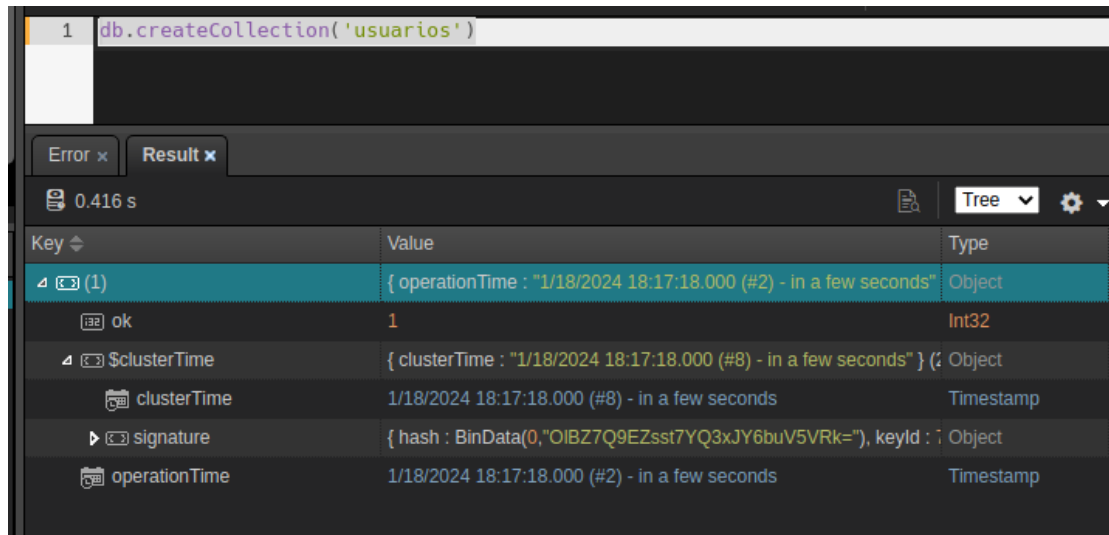 1 db.createCollection('usuarios')
Error × Result ×
0.416 s Tree
Key Value Type
(1) { operationTime : "1/18/2024 18:17:18.000 (#2) - in a few seconds" Object
ok 1 Int32
$clusterTime { clusterTime : "1/18/2024 18:17:18.000 (#8) - in a few seconds" } (2 Object
clusterTime 1/18/2024 18:17:18.000 (#8) - in a few seconds Timestamp
signature { hash : BinData(0,"OlBZ7Q9EZsst7YQ3xJY6buV5VRk="), keyId : 7 Object
operationTime 1/18/2024 18:17:18.000 (#2) - in a few seconds Timestamp